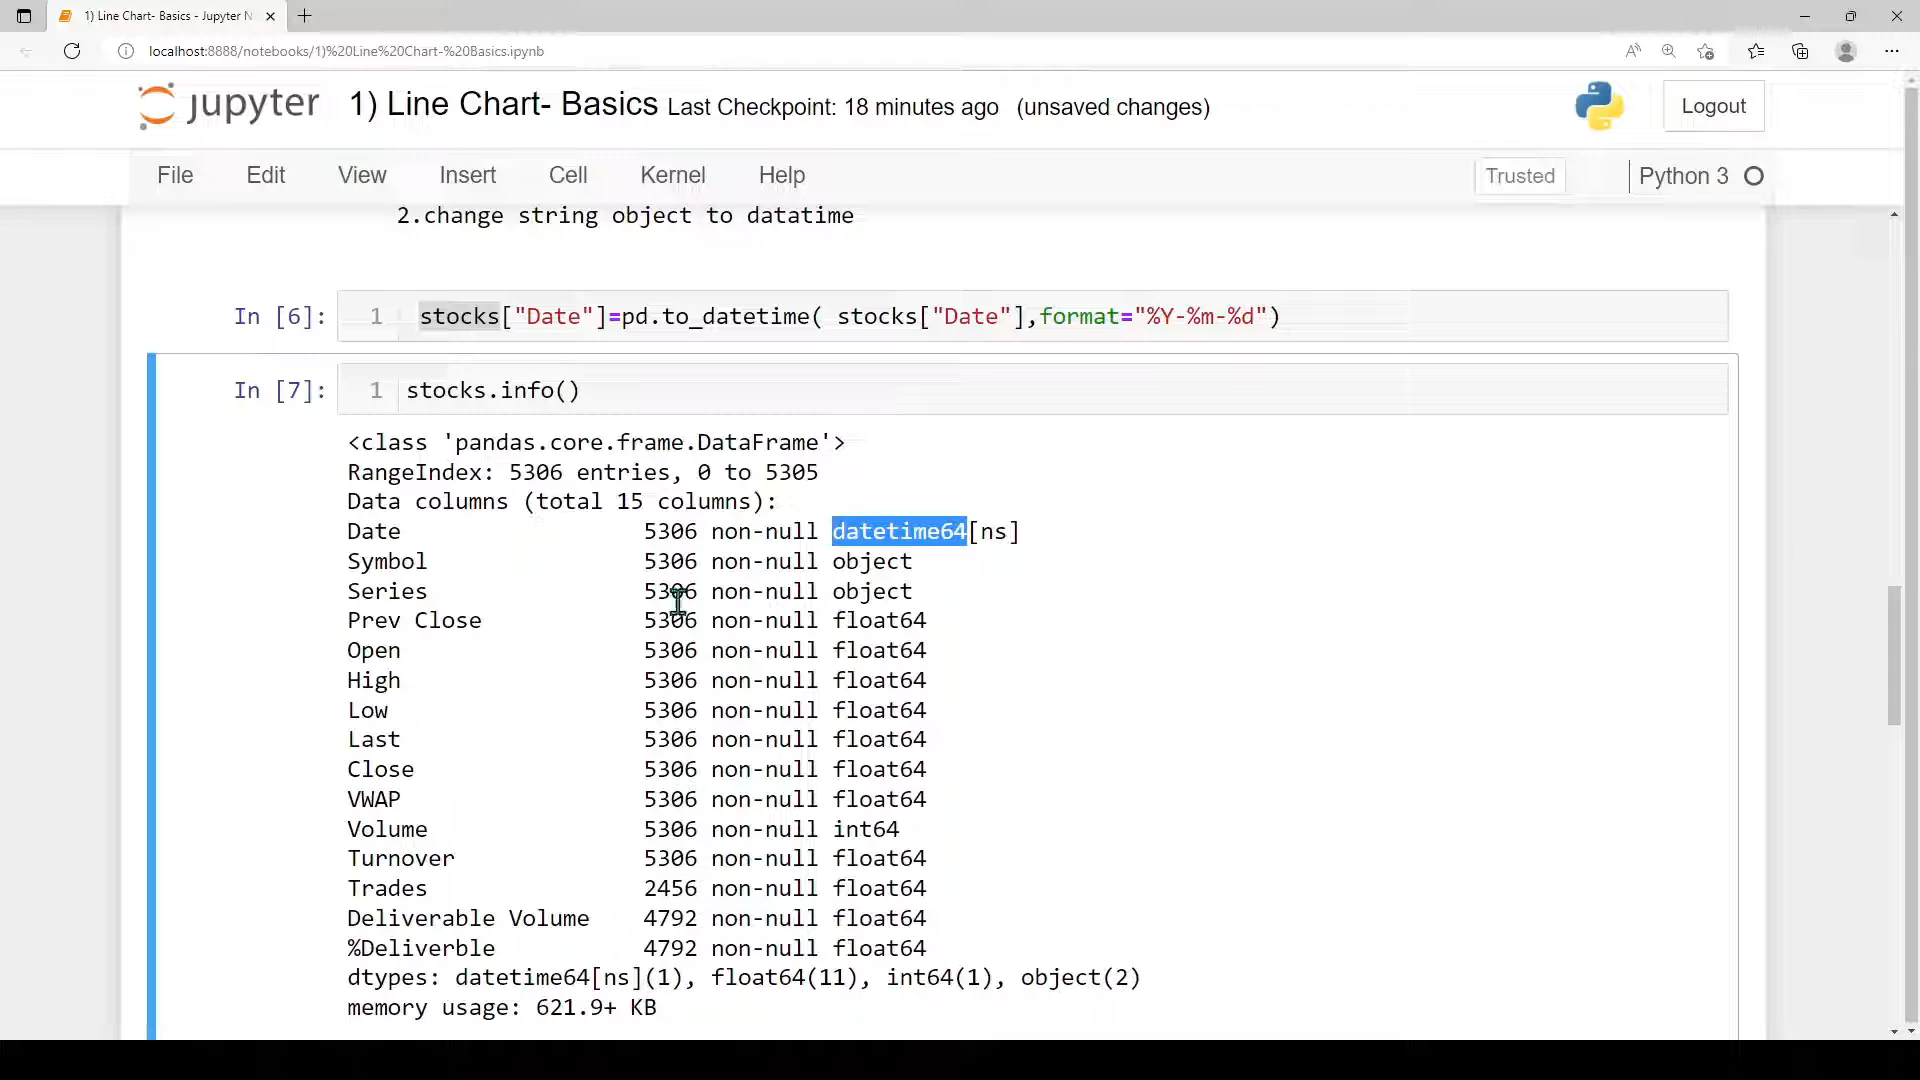 1) Line Chart- Basics - Jupyter N
localhost:8888/notebooks/1)%20Line%20Chart-%20Basics.ipynb
jupyter 1) Line Chart- Basics Last Checkpoint: 18 minutes ago (unsaved changes) Logout
File Edit View Insert Cell Kernel Help Trusted Python 3
2.change string object to datatime
In [6]: 1 stocks["Date"]=pd.to_datetime( stocks["Date"],format="%Y-%m-%d")
In [7]: 1 stocks.info()
<class 'pandas.core.frame.DataFrame'>
RangeIndex: 5306 entries, 0 to 5305
Data columns (total 15 columns):
Date 5306 non-null datetime64[ns]
Symbol 5306 non-null object
Series 5306 non-null object
Prev Close 5306 non-null float64
Open 5306 non-null float64
High 5306 non-null float64
Low 5306 non-null float64
Last 5306 non-null float64
Close 5306 non-null float64
VWAP 5306 non-null float64
Volume 5306 non-null int64
Turnover 5306 non-null float64
Trades 2456 non-null float64
Deliverable Volume 4792 non-null float64
%Deliverble 4792 non-null float64
dtypes: datetime64[ns](1), float64(11), int64(1), object(2)
memory usage: 621.9+ KB